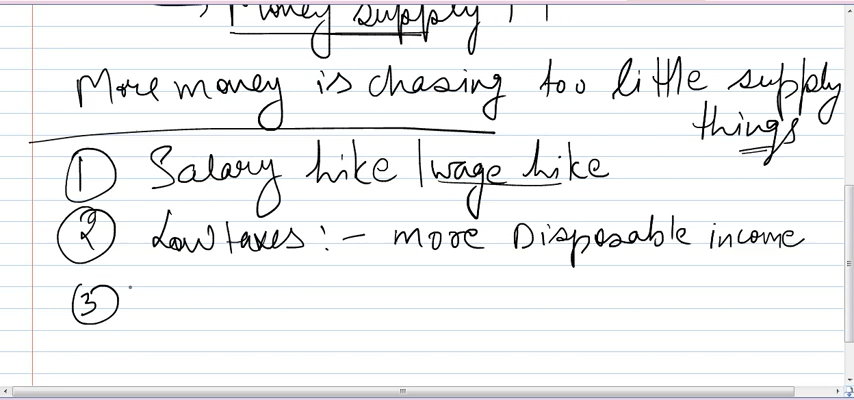 → Money supply ↑↑
More money is chasing too little supply
things
① Salary hike | wage hike
② Low taxes :- more Disposable income
③